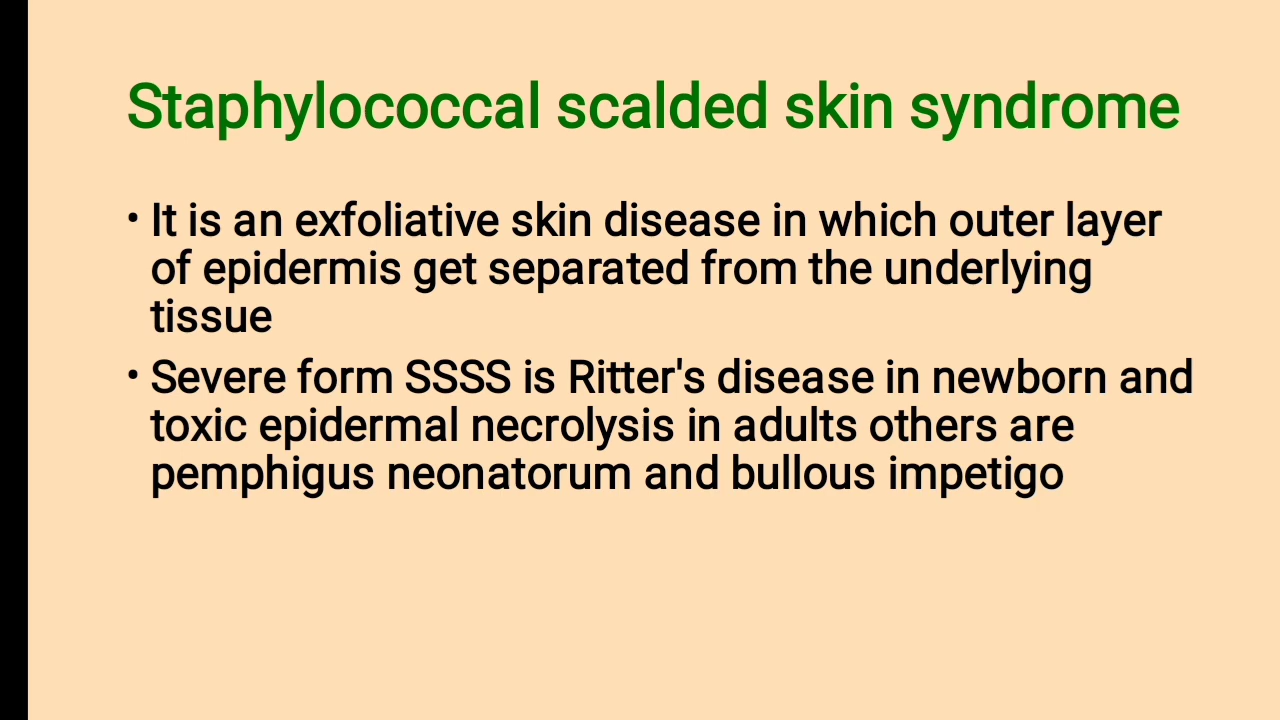 Staphylococcal scalded skin syndrome
• It is an exfoliative skin disease in which outer layer
of epidermis get separated from the underlying
tissue
• Severe form SSSS is Ritter's disease in newborn and
toxic epidermal necrolysis in adults others are
pemphigus neonatorum and bullous impetigo